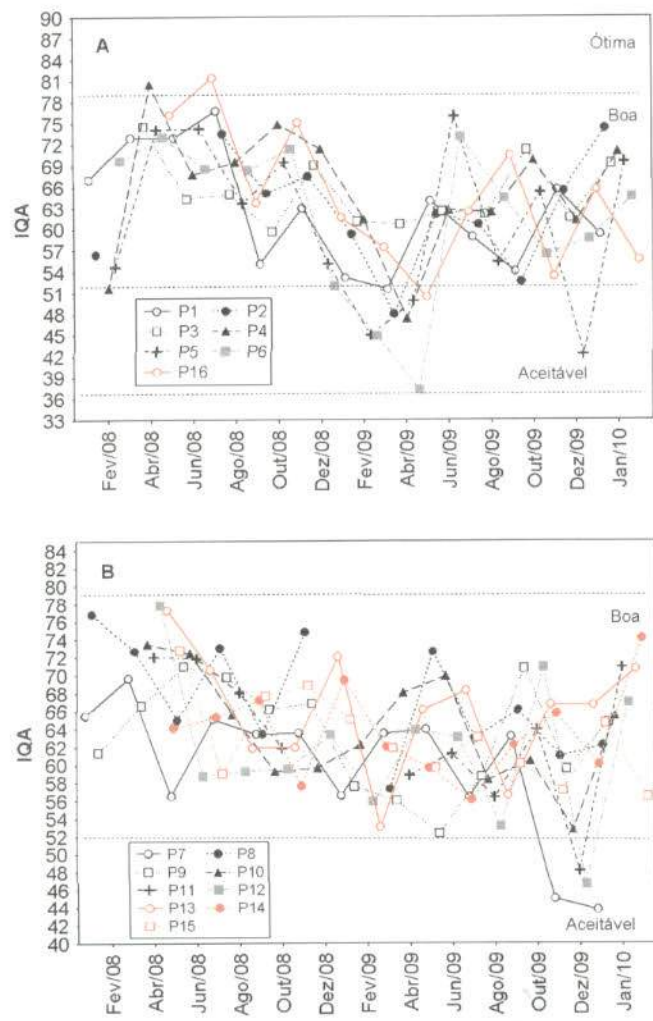 90
87
84
81
78
75
72
69
66
63
60
57
54
51
48
45
42
39
36
33
IQA
A
Ótima
Boa
Aceitável
P1 P2
P3 P4
P5 P6
P16
Fev/08 Abr/08 Jun/08 Ago/08 Out/08 Dez/08 Fev/09 Abr/09 Jun/09 Ago/09 Out/09 Dez/09 Jan/10
84
82
80
78
76
74
72
70
68
66
64
62
60
58
56
54
52
50
48
46
44
42
40
IQA
B
Boa
Aceitável
P7 P8
P9 P10
P11 P12
P13 P14
P15
Fev/08 Abr/08 Jun/08 Ago/08 Out/08 Dez/08 Fev/09 Abr/09 Jun/09 Ago/09 Out/09 Dez/09 Jan/10